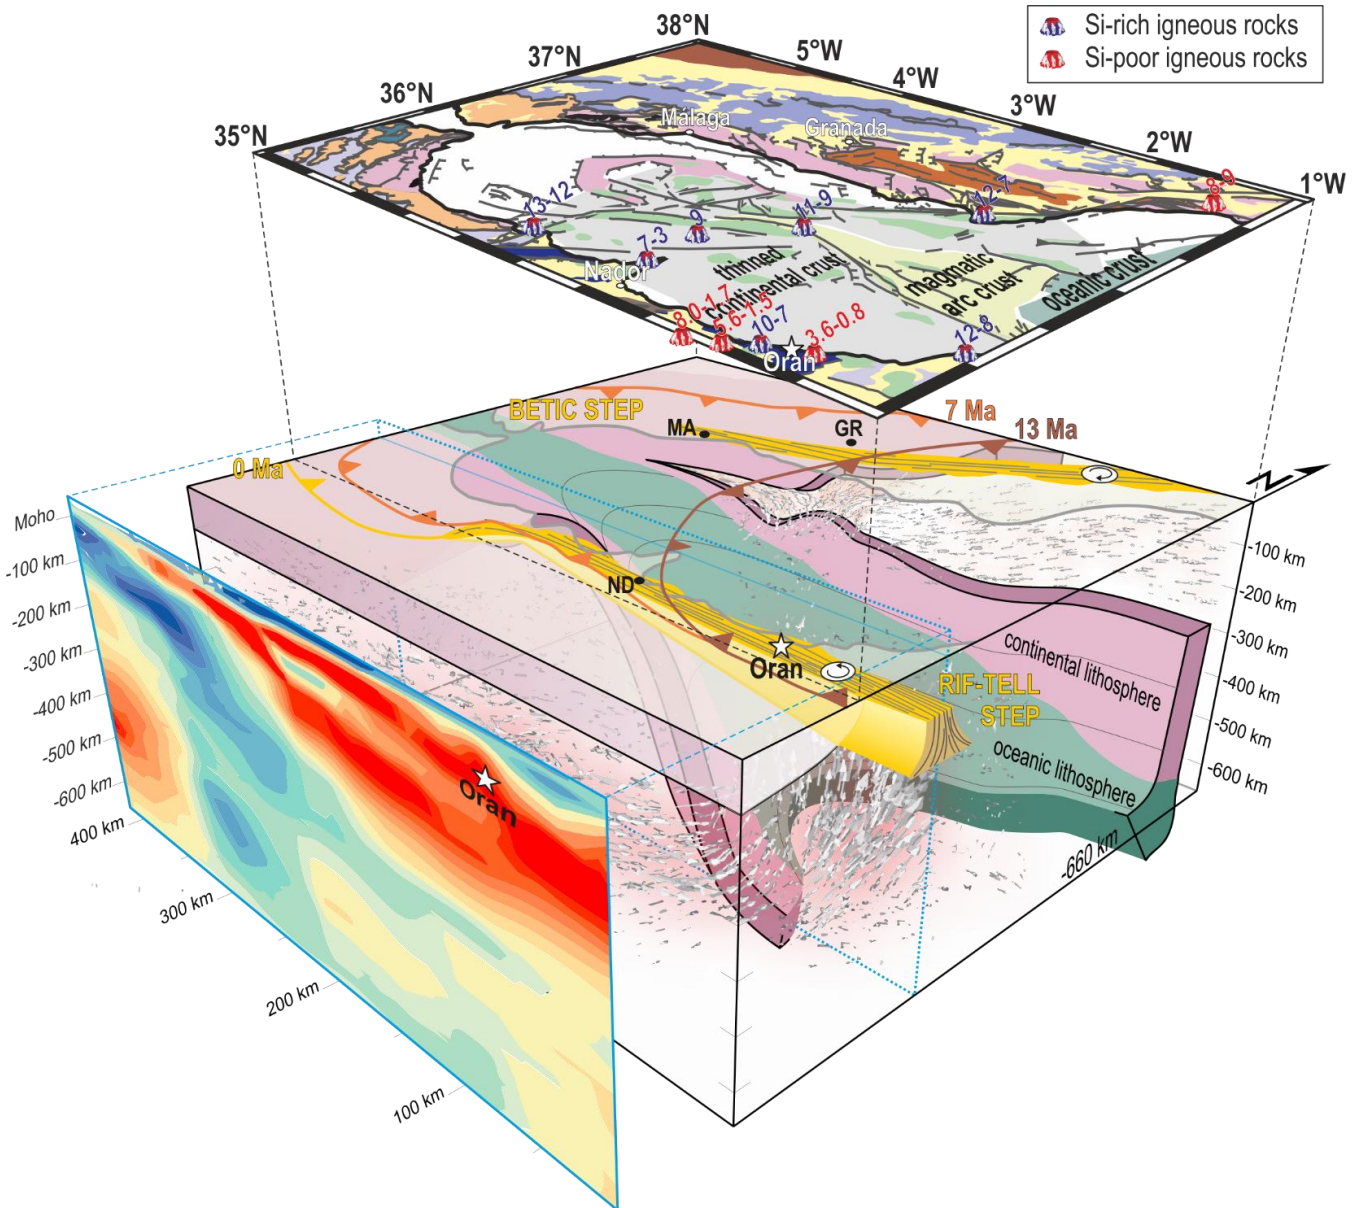 Si-rich igneous rocks
Si-poor igneous rocks
38°N
37°N
36°N
35°N
5°W
4°W
3°W
2°W
1°W
Málaga
Granada
13-12
9
11-9
12-7
8-9
7-3
Nador
thinned
continental crust
magmatic
arc crust
oceanic crust
8.0-1.7
5.6-1.5
10-7
3.6-0.8
12-8
Oran
BETIC STEP
MA
GR
7 Ma
13 Ma
0 Ma
N
ND
Oran
RIF-TELL
STEP
continental lithosphere
oceanic lithosphere
-100 km
-200 km
-300 km
-400 km
-500 km
-600 km
-660 km
Moho
-100 km
-200 km
-300 km
-400 km
-500 km
-600 km
400 km
300 km
200 km
100 km
Oran